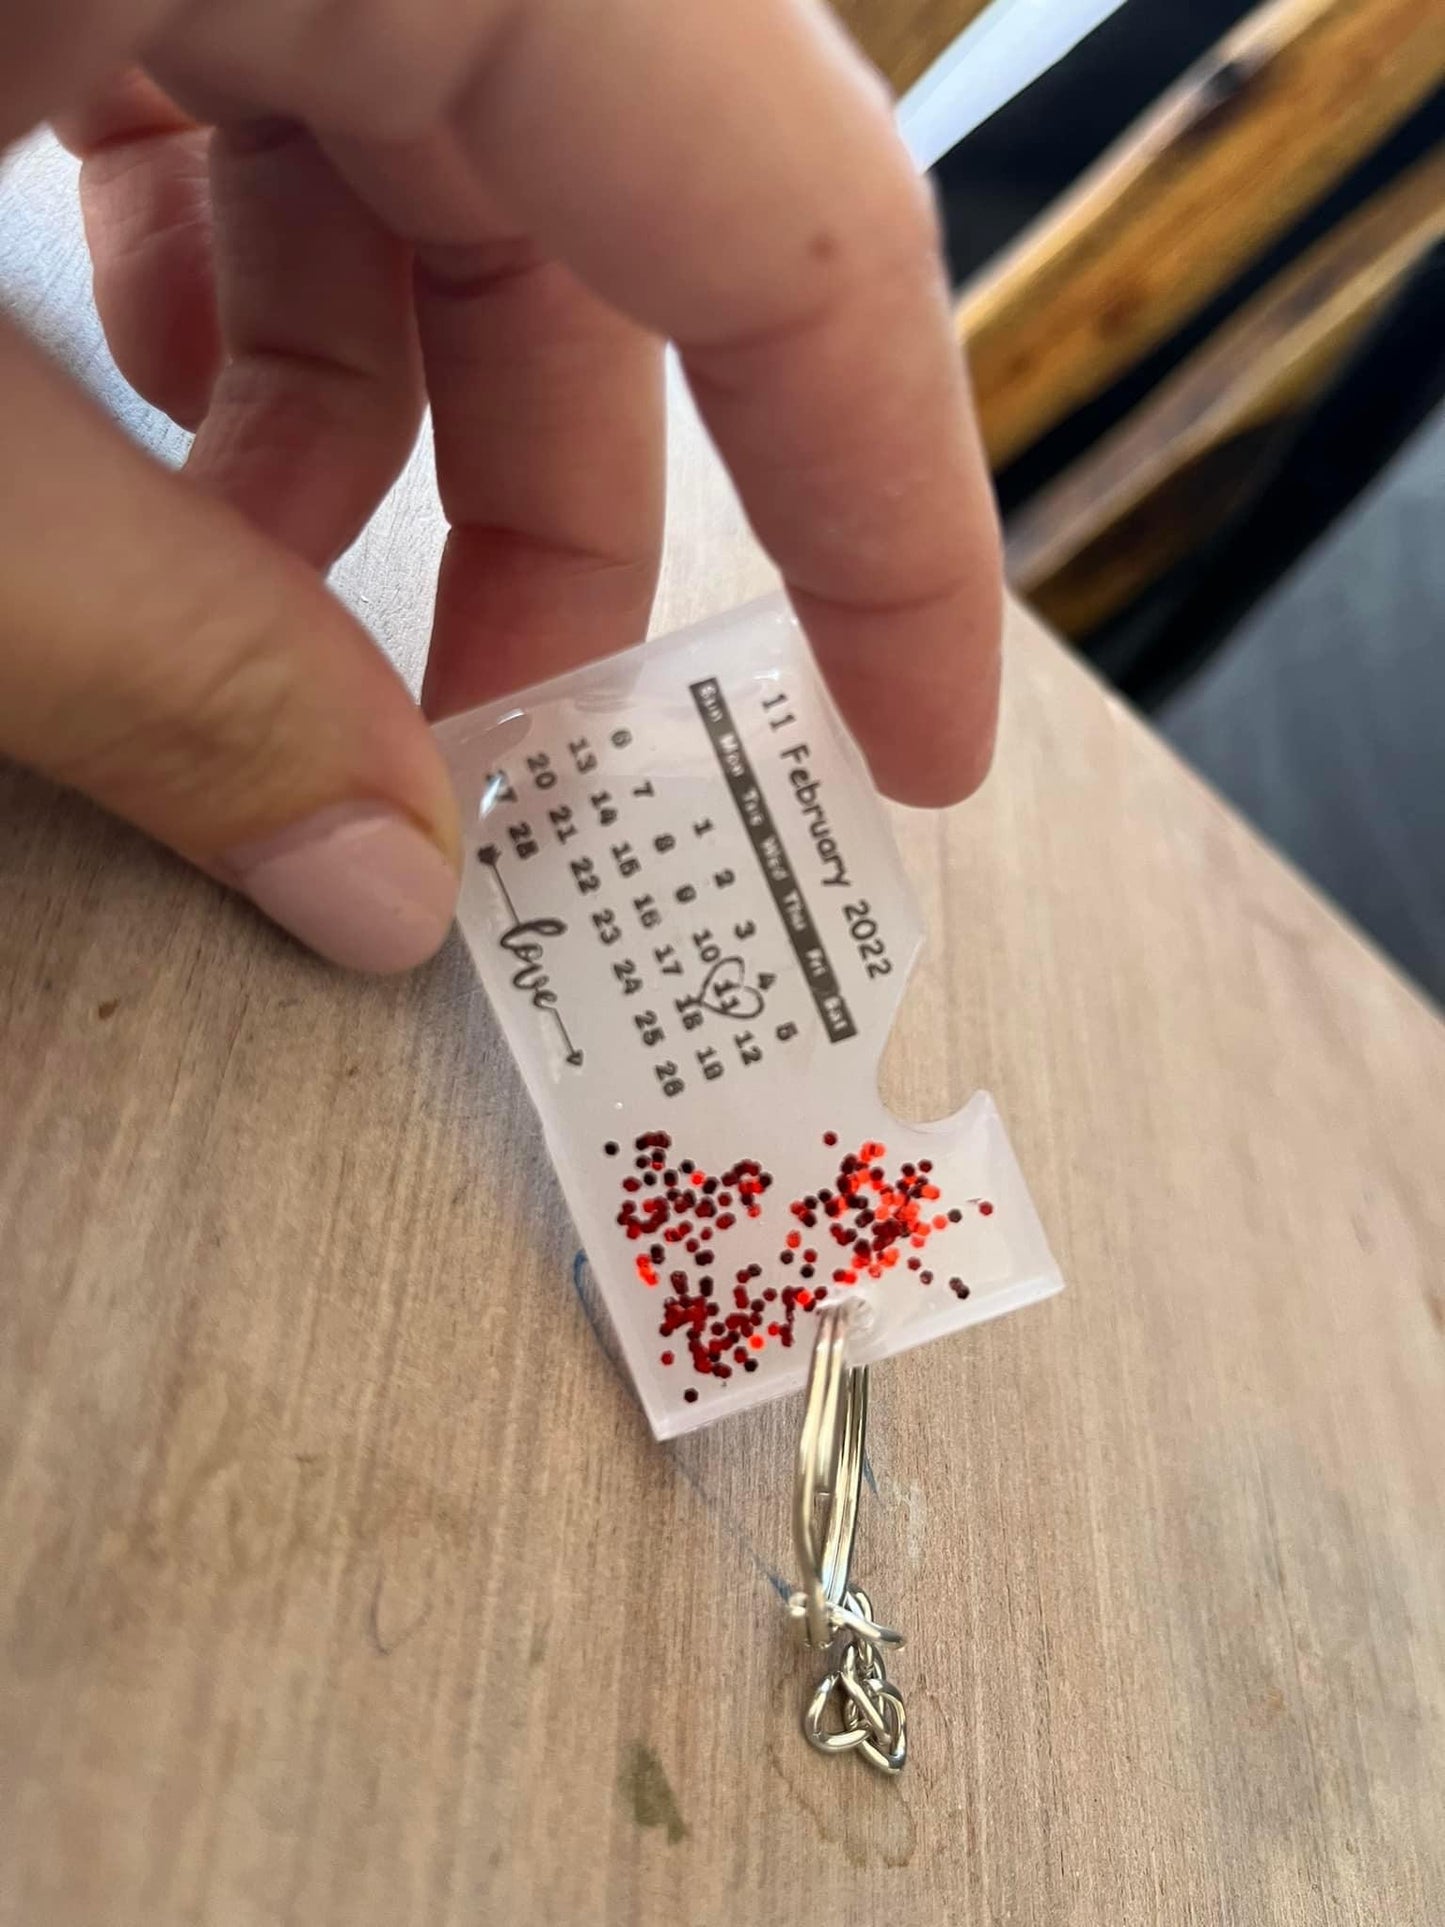 11 February 2022
Sun Mon Tue Wed Thu Fri Sat
1 2 3 4 5
6 7 8 9 10 11 12
13 14 15 16 17 18 19
20 21 22 23 24 25 26
27 28
love